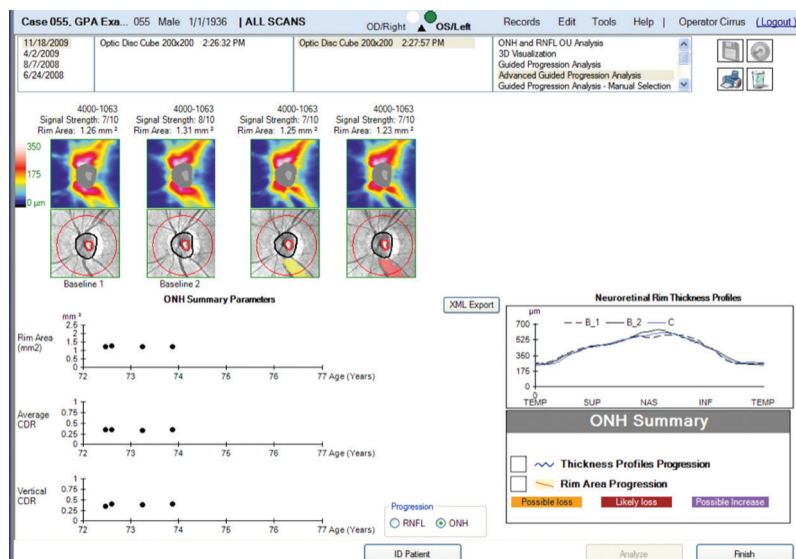 Case 055, GPA Exa... 055 Male 1/1/1936 | ALL SCANS
OD/Right OS/Left
Records Edit Tools Help | Operator Cirrus (Logout)
11/18/2009
4/2/2009
8/7/2008
6/24/2008
Optic Disc Cube 200x200 2:26:32 PM
Optic Disc Cube 200x200 2:27:57 PM
ONH and RNFL OU Analysis
3D Visualization
Guided Progression Analysis
Advanced Guided Progression Analysis
Guided Progression Analysis - Manual Selection
4000-1063
Signal Strength: 7/10
Rim Area: 1.26 mm²
4000-1063
Signal Strength: 8/10
Rim Area: 1.31 mm²
4000-1063
Signal Strength: 7/10
Rim Area: 1.25 mm²
4000-1063
Signal Strength: 7/10
Rim Area: 1.23 mm²
350
175
0 µm
Baseline 1
Baseline 2
ONH Summary Parameters
XML Export
mm²
Rim Area
(mm2)
2.5
2
1.5
1
0.5
0
72 73 74 75 76 77 Age (Years)
Average
CDR
1
0.75
0.5
0.25
0
72 73 74 76 76 77 Age (Years)
Vertical
CDR
1
0.75
0.5
0.25
0
72 73 74 75 76 77 Age (Years)
Progression
RNFL ONH
Neuroretinal Rim Thickness Profiles
µm
B_1 B_2 C
700
525
350
175
0
0
TEMP SUP NAS INF TEMP
ONH Summary
Thickness Profiles Progression
Rim Area Progression
Possible loss Likely loss Possible Increase
ID Patient
Analyze
Finish